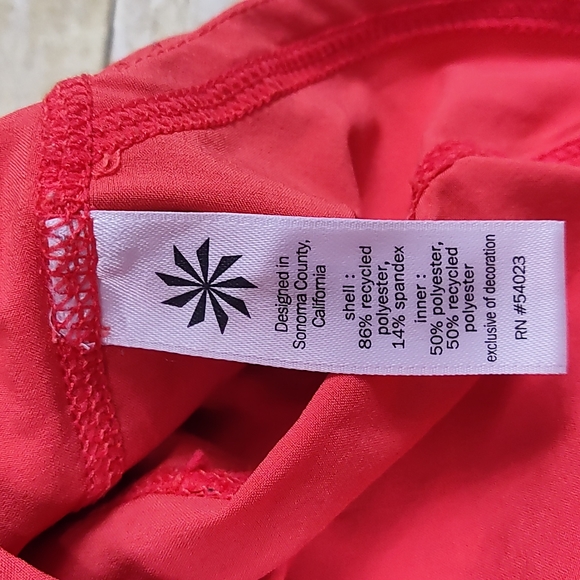 Designed in
Sonoma County,
California
shell :
86% recycled
polyester,
14% spandex
inner :
50% polyester,
50% recycled
polyester
exclusive of decoration
RN #54023